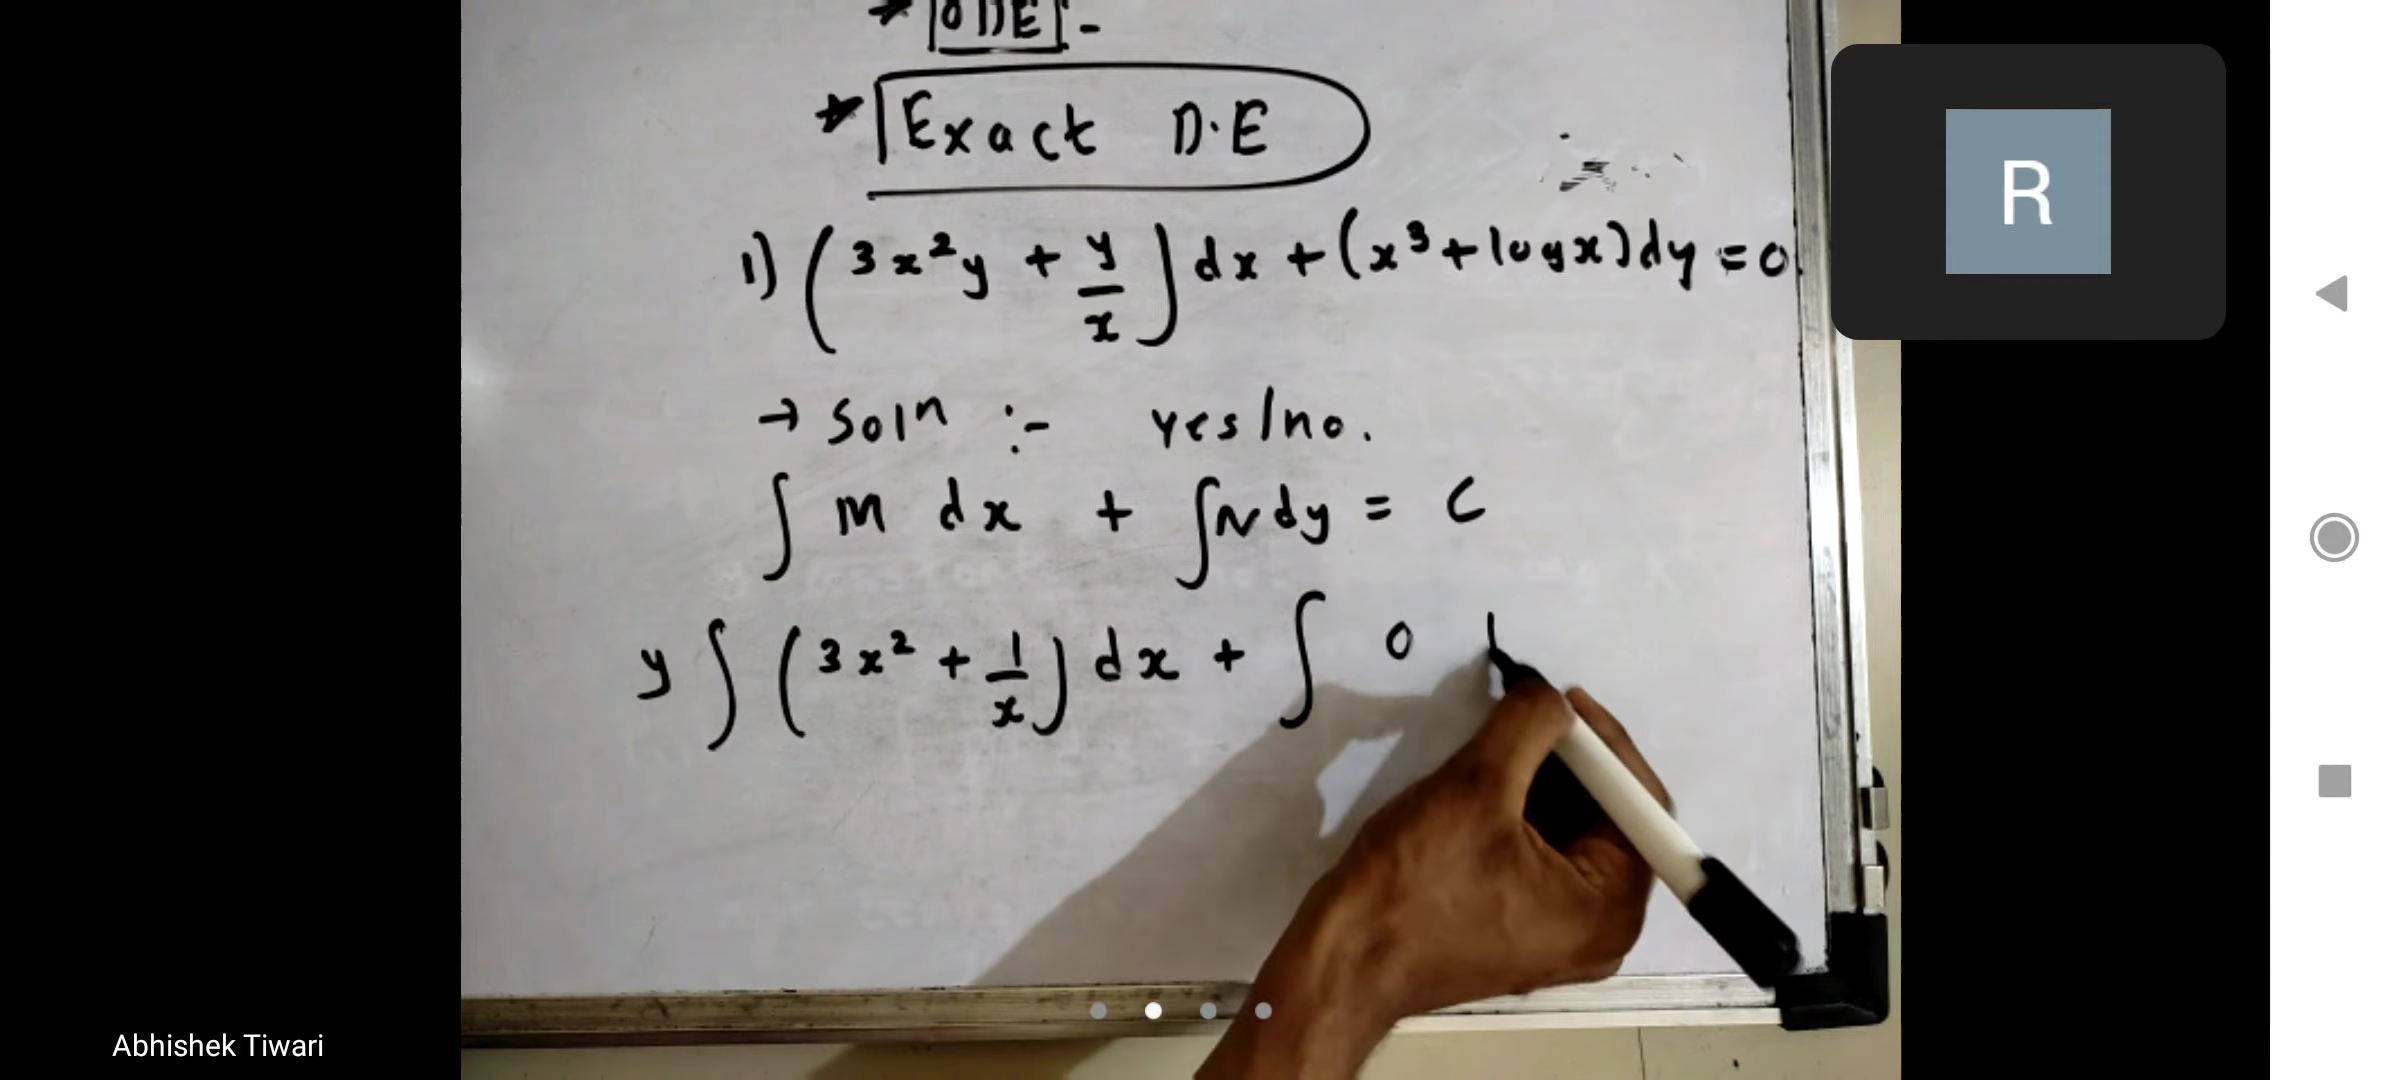 * ODE :-
* Exact D.E
1) (3x²y + y/x) dx + (x³ + log x) dy = 0
→ Soln :- yes/no.
∫ M dx + ∫ N dy = C
y ∫ (3x² + 1/x) dx + ∫ 0
R
Abhishek Tiwari